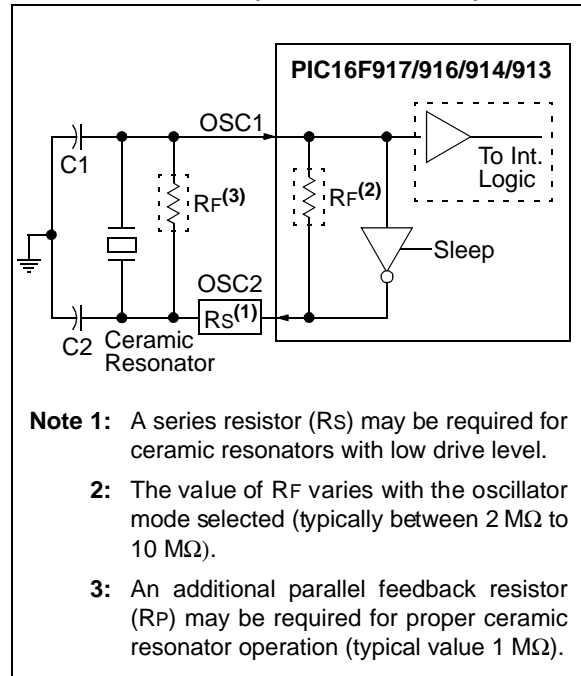 PIC16F917/916/914/913
OSC1
C1
To Int.
Logic
RF(3)
RF(2)
Sleep
OSC2
RS(1)
C2
Ceramic
Resonator
Note 1: A series resistor (RS) may be required for
ceramic resonators with low drive level.
2: The value of RF varies with the oscillator
mode selected (typically between 2 MΩ to
10 MΩ).
3: An additional parallel feedback resistor
(RP) may be required for proper ceramic
resonator operation (typical value 1 MΩ).